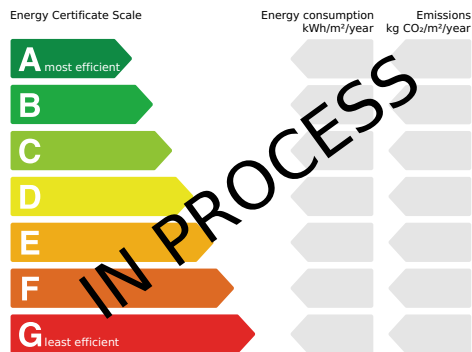 Energy Certificate Scale
Energy consumption
kWh/m²/year
Emissions
kg CO₂/m²/year
A most efficient
B
C
D
E
F
G least efficient
IN PROCESS